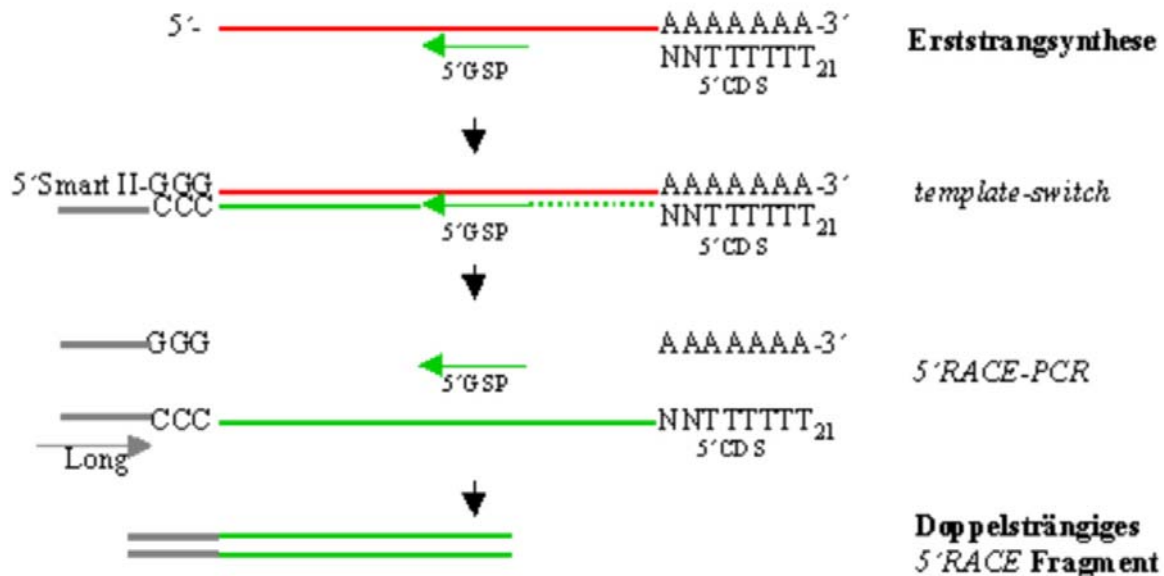 5´- AAAAAAA-3´ Erststrangsynthese
5´GSP NNTTTTTT21
5´CDS
5´Smart II-GGG AAAAAAA-3´ template-switch
CCC NNTTTTTT21
5´GSP 5´CDS
GGG AAAAAAA-3´
5´GSP 5´RACE-PCR
CCC NNTTTTTT21
Long 5´CDS
Doppelsträngiges
5´RACE Fragment